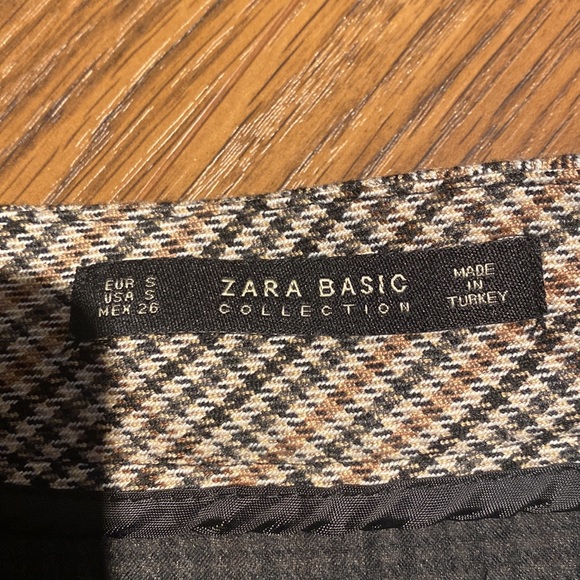 EUR S
USA S
MEX 26
ZARA BASIC
COLLECTION
MADE
IN
TURKEY